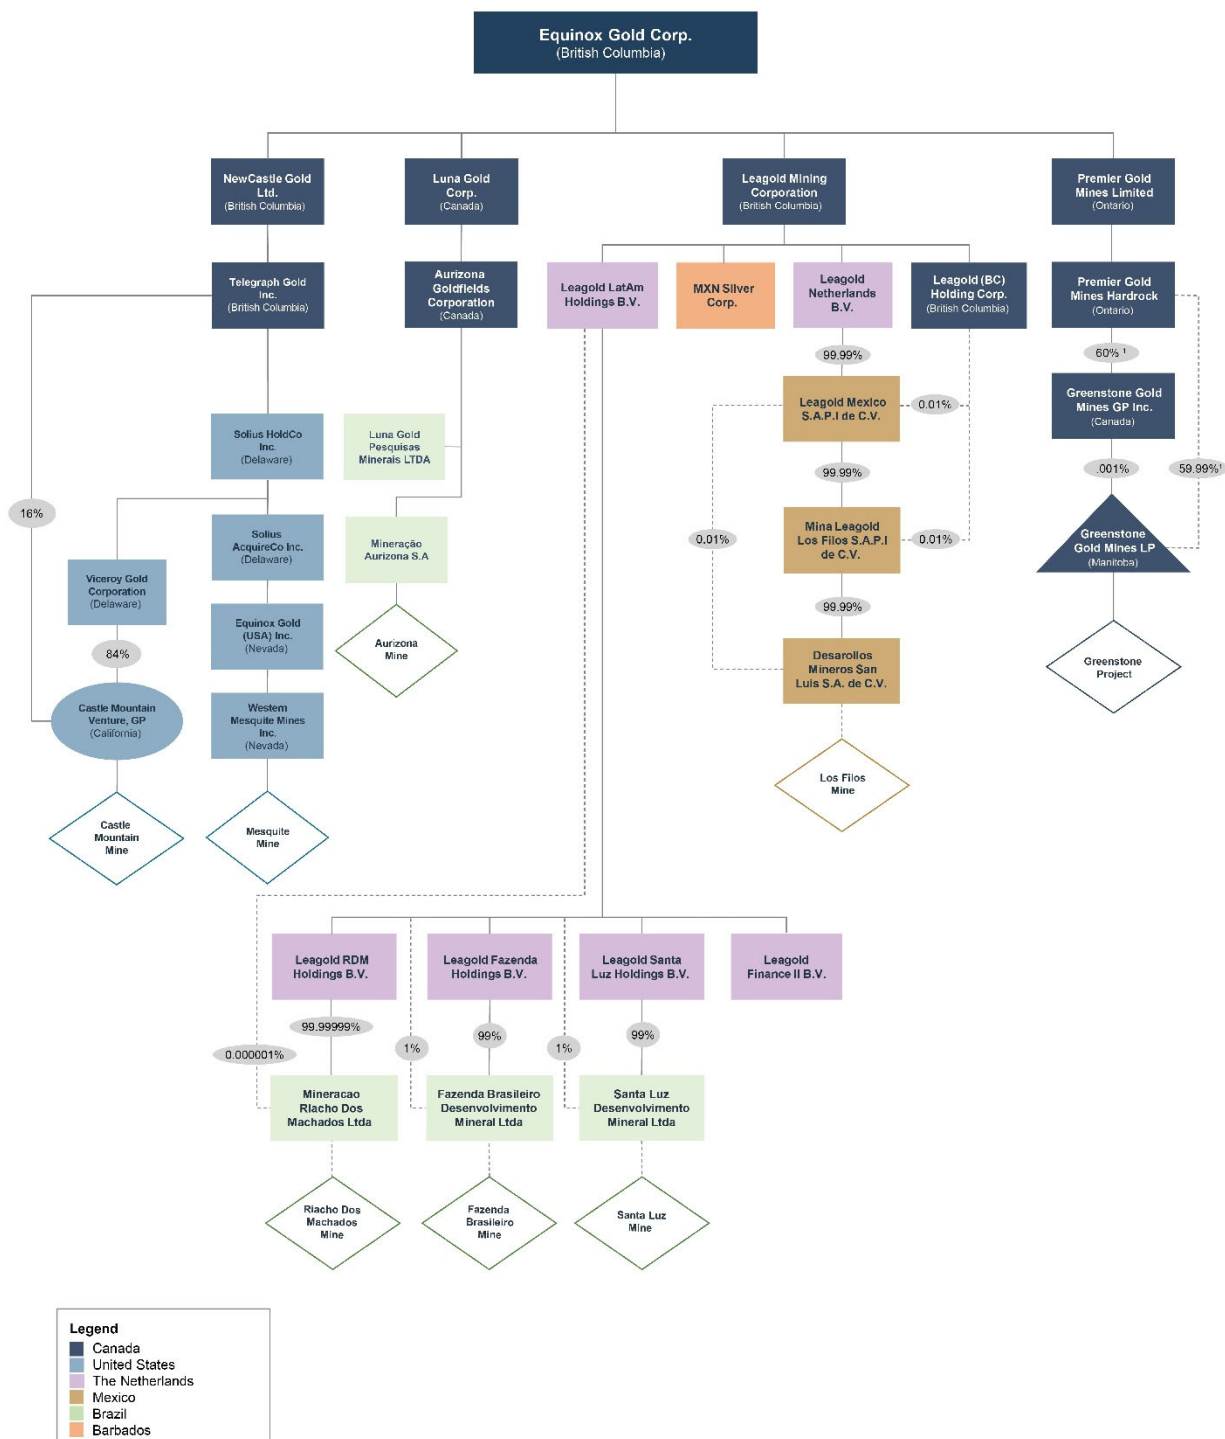 Equinox Gold Corp.
(British Columbia)
NewCastle Gold
Ltd.
(British Columbia)
Luna Gold
Corp.
(Canada)
Leagold Mining
Corporation
(British Columbia)
Premier Gold
Mines Limited
(Ontario)
Telegraph Gold
Inc.
(British Columbia)
Aurizona
Goldfields
Corporation
(Canada)
Leagold LatAm
Holdings B.V.
MXN Silver
Corp.
Leagold
Netherlands
B.V.
Leagold (BC)
Holding Corp.
(British Columbia)
Premier Gold
Mines Hardrock
(Ontario)
99.99%
60% ¹
Leagold Mexico
S.A.P.I de C.V.
0.01%
Greenstone Gold
Mines GP Inc.
(Canada)
Solius HoldCo
Inc.
(Delaware)
Luna Gold
Pesquisas
Minerais LTDA
99.99%
.001%
59.99%¹
16%
Solius
AcquireCo Inc.
(Delaware)
Mineração
Aurizona S.A
0.01%
Mina Leagold
Los Filos S.A.P.I
de C.V.
0.01%
Greenstone
Gold Mines LP
(Manitoba)
Viceroy Gold
Corporation
(Delaware)
99.99%
Equinox Gold
(USA) Inc.
(Nevada)
Aurizona
Mine
84%
Desarollos
Mineros San
Luis S.A. de C.V.
Greenstone
Project
Castle Mountain
Venture, GP
(California)
Western
Mesquite Mines
Inc.
(Nevada)
Los Filos
Mine
Castle
Mountain
Mine
Mesquite
Mine
Leagold RDM
Holdings B.V.
Leagold Fazenda
Holdings B.V.
Leagold Santa
Luz Holdings B.V.
Leagold
Finance II B.V.
99.99999%
99%
99%
0.000001%
1%
1%
Mineracao
RIacho Dos
Machados Ltda
Fazenda Brasileiro
Desenvolvimento
Mineral Ltda
Santa Luz
Desenvolvimento
Mineral Ltda
Riacho Dos
Machados
Mine
Fazenda
Brasileiro
Mine
Santa Luz
Mine
Legend
Canada
United States
The Netherlands
Mexico
Brazil
Barbados